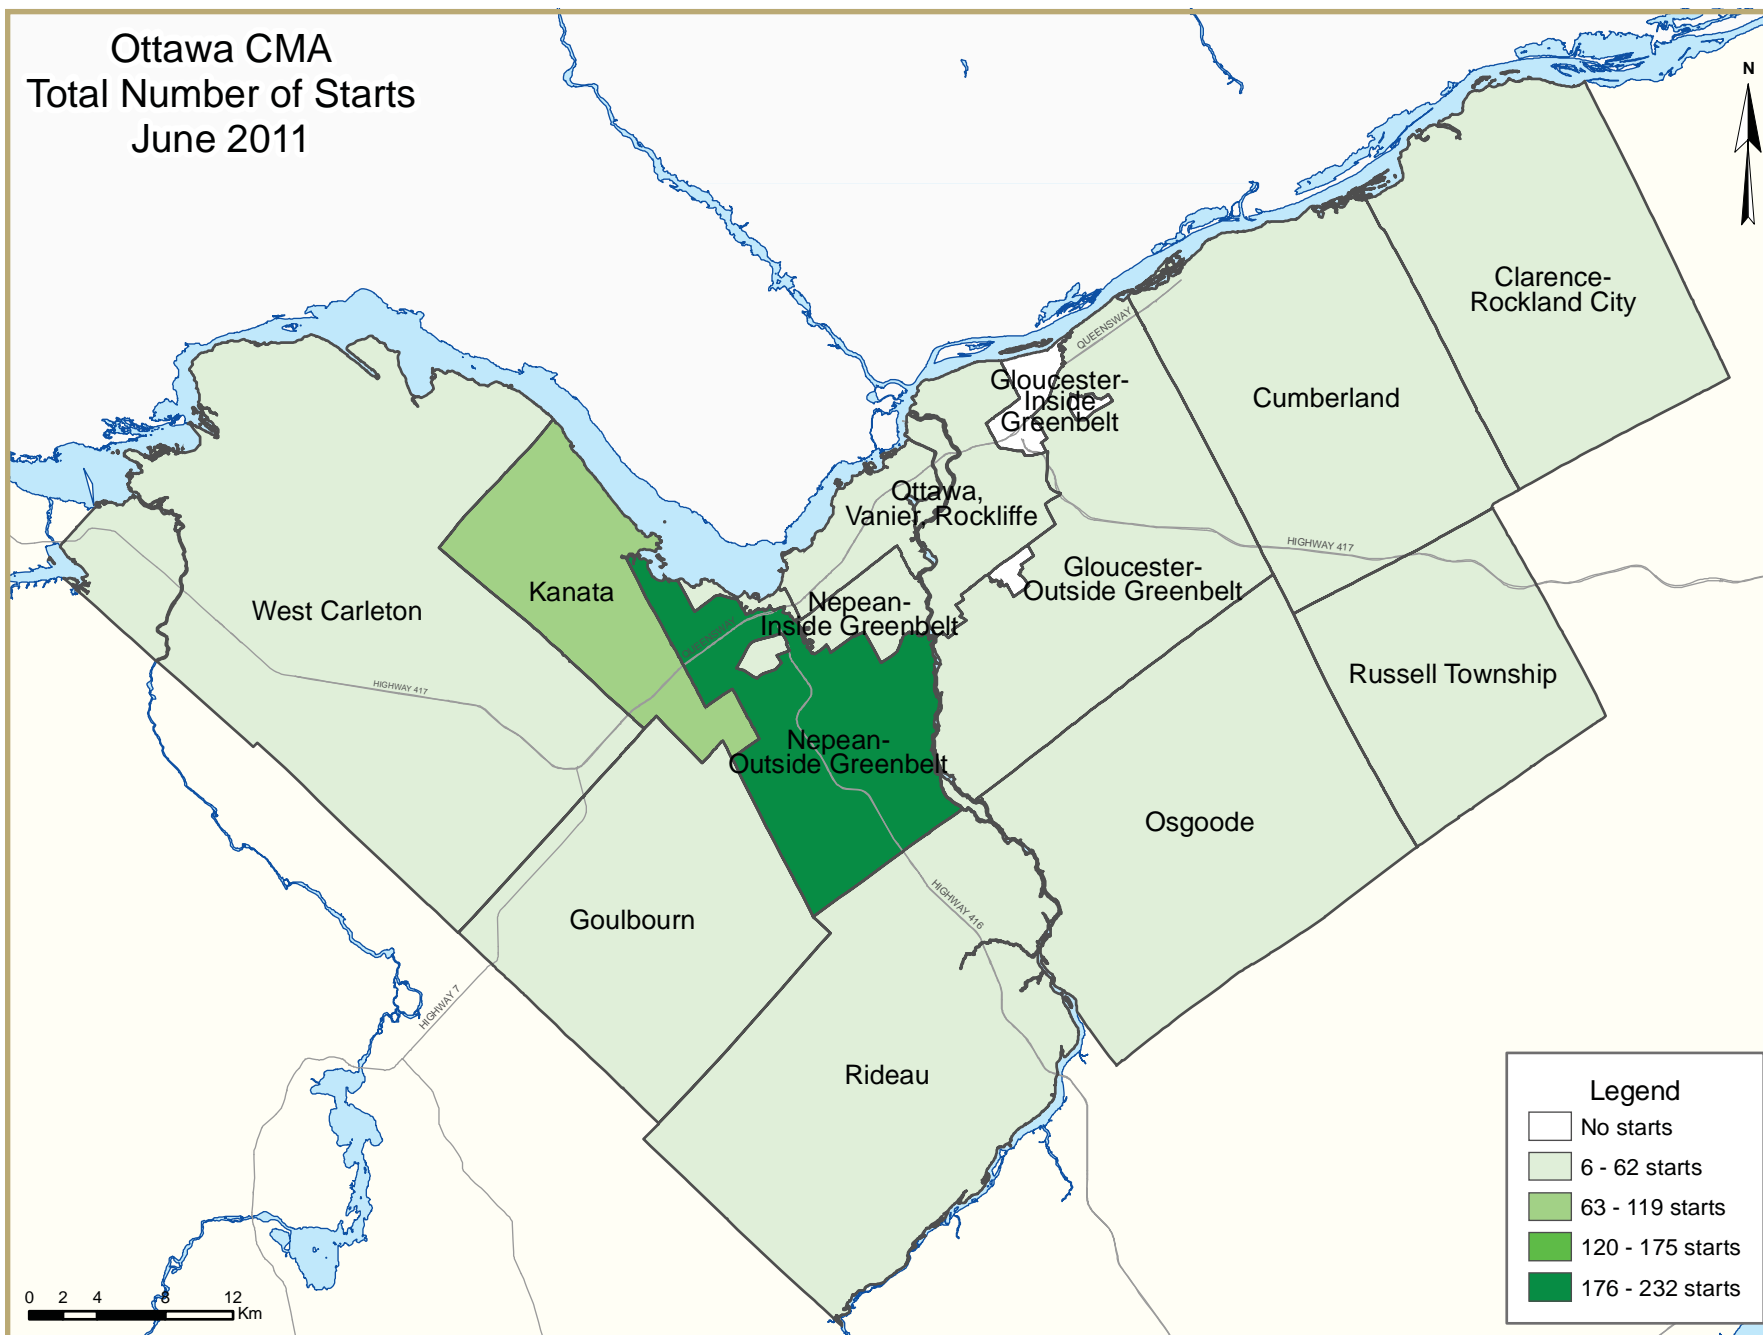 Ottawa CMA
Total Number of Starts
June 2011
N
Clarence-
Rockland City
QUEENSWAY
Gloucester-
Inside
Greenbelt
Cumberland
Ottawa,
Vanier, Rockliffe
HIGHWAY 417
Gloucester-
Outside Greenbelt
Kanata
West Carleton
Nepean-
Inside Greenbelt
QUEENSWAY
Russell Township
HIGHWAY 417
Nepean-
Outside Greenbelt
Osgoode
Goulbourn
HIGHWAY 416
HIGHWAY 7
Rideau
Legend
No starts
6 - 62 starts
63 - 119 starts
120 - 175 starts
176 - 232 starts
0 2 4 8 12
Km